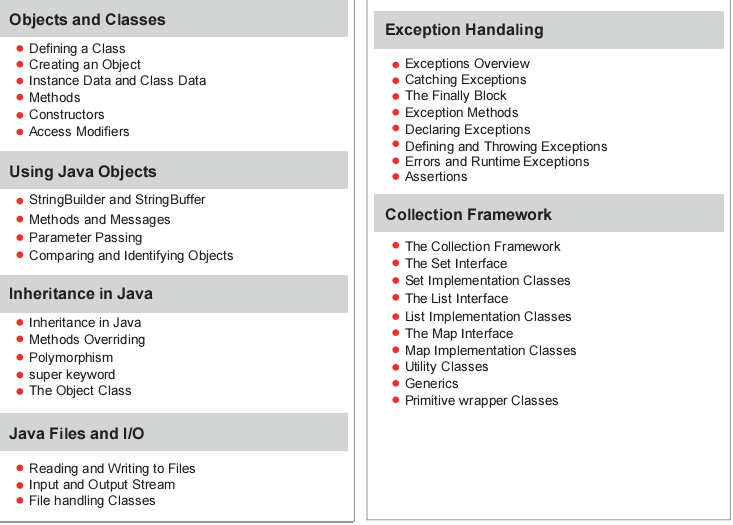 Objects and Classes
Defining a Class
Creating an Object
Instance Data and Class Data
Methods
Constructors
Access Modifiers
Using Java Objects
StringBuilder and StringBuffer
Methods and Messages
Parameter Passing
Comparing and Identifying Objects
Inheritance in Java
Inheritance in Java
Methods Overriding
Polymorphism
super keyword
The Object Class
Java Files and I/O
Reading and Writing to Files
Input and Output Stream
File handling Classes
Exception Handaling
Exceptions Overview
Catching Exceptions
The Finally Block
Exception Methods
Declaring Exceptions
Defining and Throwing Exceptions
Errors and Runtime Exceptions
Assertions
Collection Framework
The Collection Framework
The Set Interface
Set Implementation Classes
The List Interface
List Implementation Classes
The Map Interface
Map Implementation Classes
Utility Classes
Generics
Primitive wrapper Classes